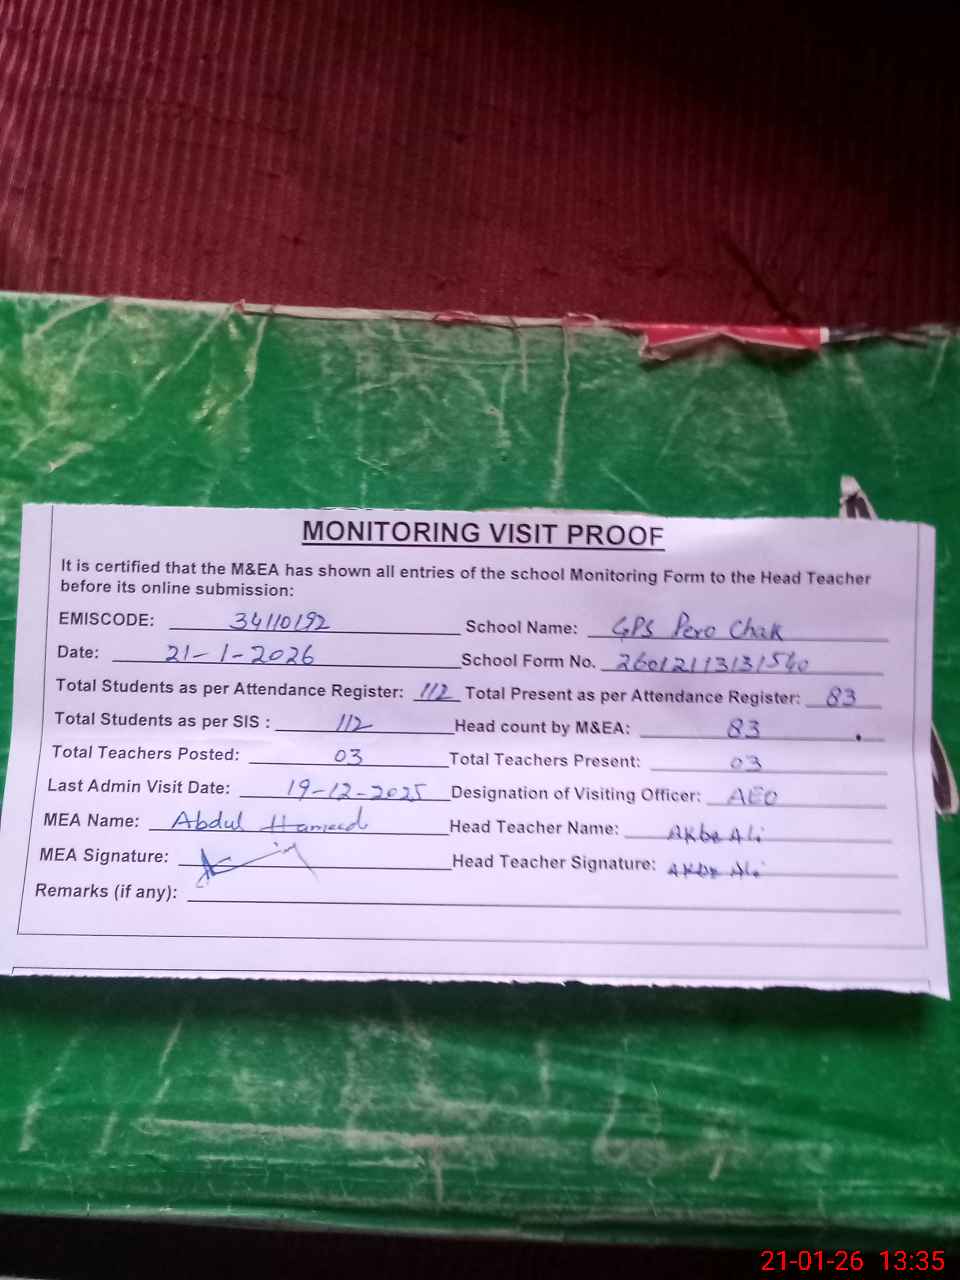 MONITORING VISIT PROOF
It is certified that the M&EA has shown all entries of the school Monitoring Form to the Head Teacher
before its online submission:
EMISCODE: 34110192 School Name: GPS Pero Chak
Date: 21-1-2026 School Form No. 26012113131540
Total Students as per Attendance Register: 112 Total Present as per Attendance Register: 83
Total Students as per SIS : 112 Head count by M&EA: 83
Total Teachers Posted: 03 Total Teachers Present: 03
Last Admin Visit Date: 19-12-2025 Designation of Visiting Officer: AEO
MEA Name: Abdul Hameed Head Teacher Name: Akbar Ali
MEA Signature: Head Teacher Signature: Akbar Ali
Remarks (if any):
21-01-26 13:35